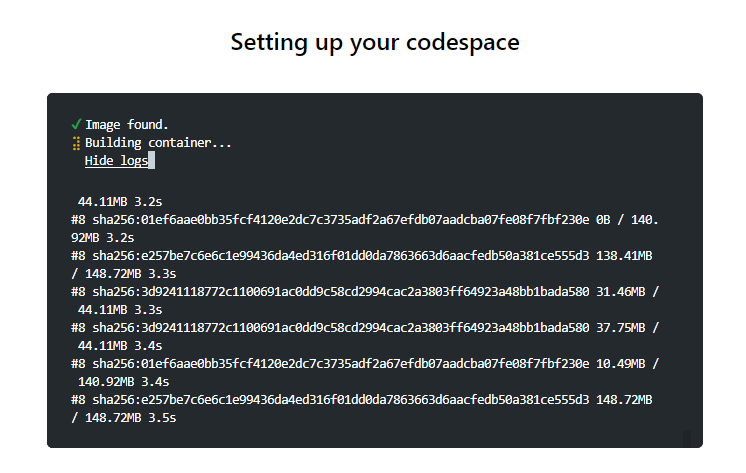 Setting up your codespace
✓ Image found.
Building container...
Hide logs
44.11MB 3.2s
#8 sha256:01ef6aae0bb35fcf4120e2dc7c3735adf2a67efdb07aadcba07fe08f7fbf230e 0B / 140.
92MB 3.2s
#8 sha256:e257be7c6e6c1e99436da4ed316f01dd0da7863663d6aacfedb50a381ce555d3 138.41MB
/ 148.72MB 3.3s
#8 sha256:3d9241118772c1100691ac0dd9c58cd2994cac2a3803ff64923a48bb1bada580 31.46MB /
44.11MB 3.3s
#8 sha256:3d9241118772c1100691ac0dd9c58cd2994cac2a3803ff64923a48bb1bada580 37.75MB /
44.11MB 3.4s
#8 sha256:01ef6aae0bb35fcf4120e2dc7c3735adf2a67efdb07aadcba07fe08f7fbf230e 10.49MB /
140.92MB 3.4s
#8 sha256:e257be7c6e6c1e99436da4ed316f01dd0da7863663d6aacfedb50a381ce555d3 148.72MB
/ 148.72MB 3.5s